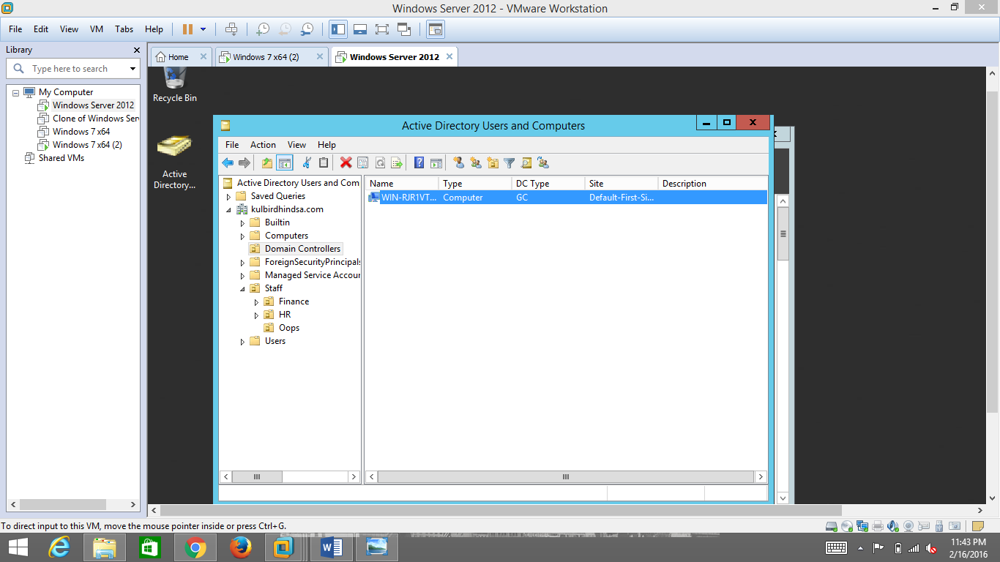 Windows Server 2012 - VMware Workstation
File Edit View VM Tabs Help
Library
Type here to search
Home
Windows 7 x64 (2)
Windows Server 2012
My Computer
Windows Server 2012
Clone of Windows Ser
Windows 7 x64
Windows 7 x64 (2)
Shared VMs
Recycle Bin
Active
Directory...
Active Directory Users and Computers
File Action View Help
Active Directory Users and Com
Saved Queries
kulbirdhindsa.com
Builtin
Computers
Domain Controllers
ForeignSecurityPrincipals
Managed Service Accour
Staff
Finance
HR
Oops
Users
Name Type DC Type Site Description
WIN-RJR1VT... Computer GC Default-First-Si...
To direct input to this VM, move the mouse pointer inside or press Ctrl+G.
11:43 PM
2/16/2016